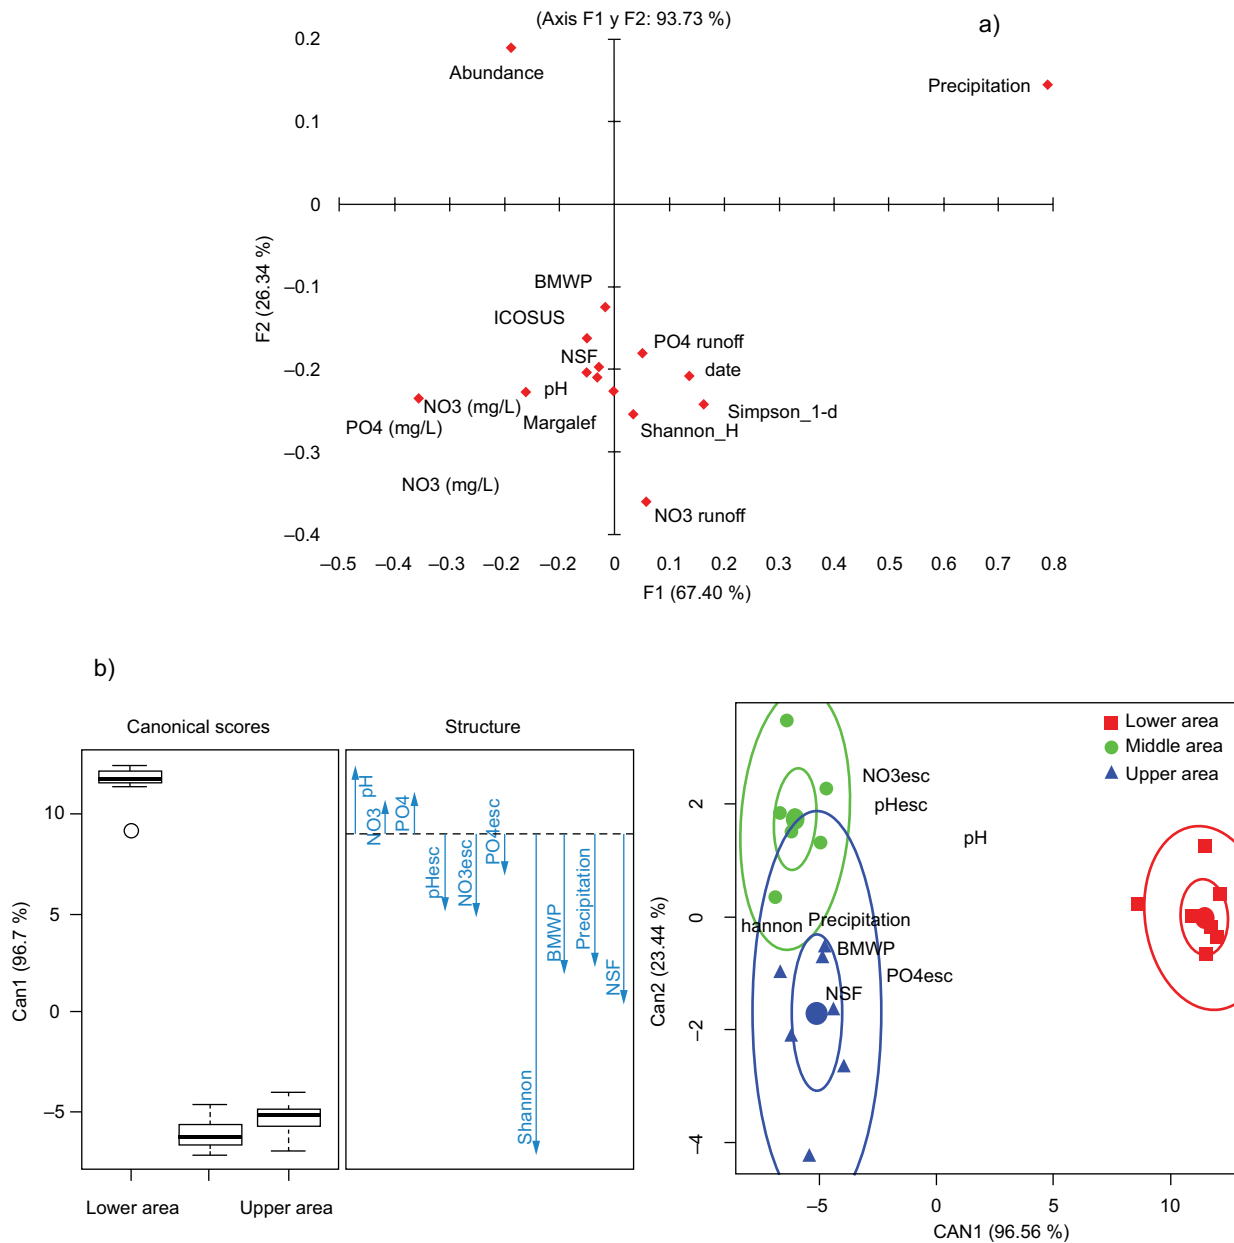 (Axis F1 y F2: 93.73 %)
a)
0.2
Abundance
Precipitation
0.1
0
F2 (26.34 %)
–0.1
BMWP
ICOSUS
PO4 runoff
NSF
date
–0.2
pH
NO3 (mg/L)
Simpson_1-d
PO4 (mg/L)
Margalef
Shannon_H
–0.3
NO3 (mg/L)
NO3 runoff
–0.4
–0.5 –0.4 –0.3 –0.2 –0.2 0 0.1 0.2 0.3 0.4 0.5 0.6 0.7 0.8
F1 (67.40 %)
b)
Canonical scores
Structure
Can1 (96.7 %)
10
5
0
–5
Lower area
Upper area
pH
NO3
PO4
pHesc
NO3esc
PO4esc
Shannon
BMWP
Precipitation
NSF
Lower area
Middle area
Upper area
NO3esc
pHesc
pH
hannon
Precipitation
BMWP
PO4esc
NSF
Can2 (23.44 %)
2
0
–2
–4
–5 0 5 10
CAN1 (96.56 %)